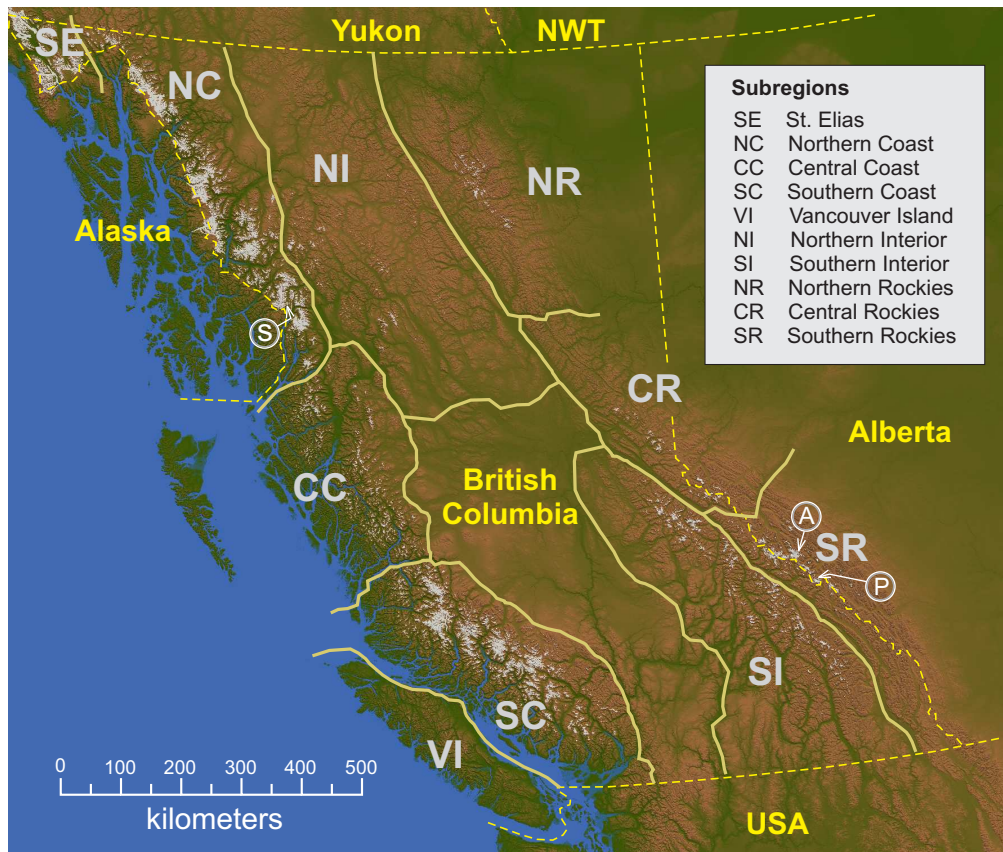 Yukon
NWT
SE
NC
NI
NR
Alaska
S
CC
CR
British
Columbia
Alberta
A
SR
P
SI
SC
VI
USA
Subregions
SE St. Elias
NC Northern Coast
CC Central Coast
SC Southern Coast
VI Vancouver Island
NI Northern Interior
SI Southern Interior
NR Northern Rockies
CR Central Rockies
SR Southern Rockies
0 100 200 300 400 500
kilometers